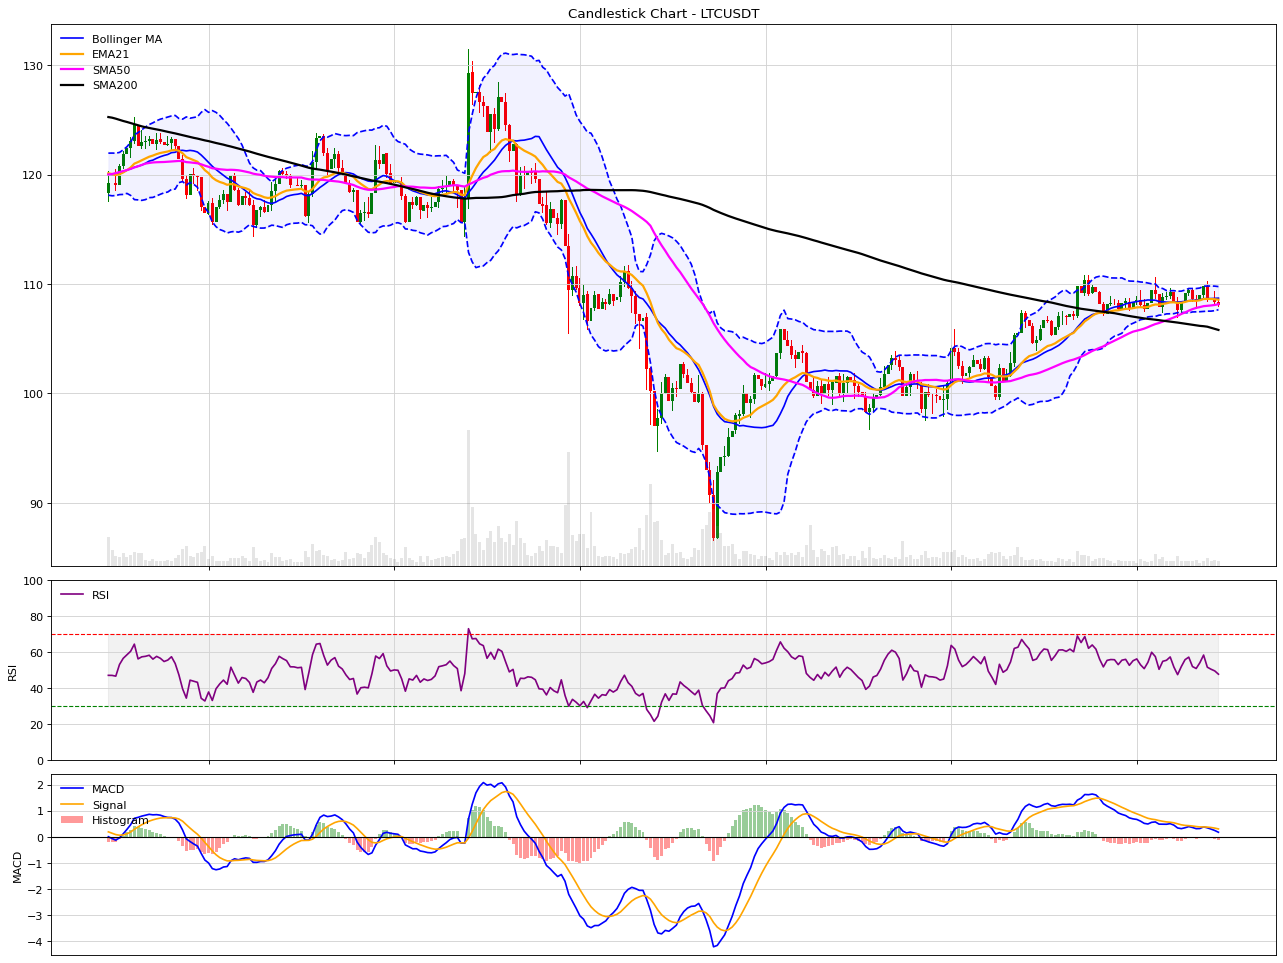 Candlestick Chart - LTCUSDT
Bollinger MA
EMA21
SMA50
SMA200
130
120
110
100
90
RSI
100
80
60
40
20
0
RSI
MACD
Signal
Histogram
2
1
0
−1
−2
−3
−4
MACD